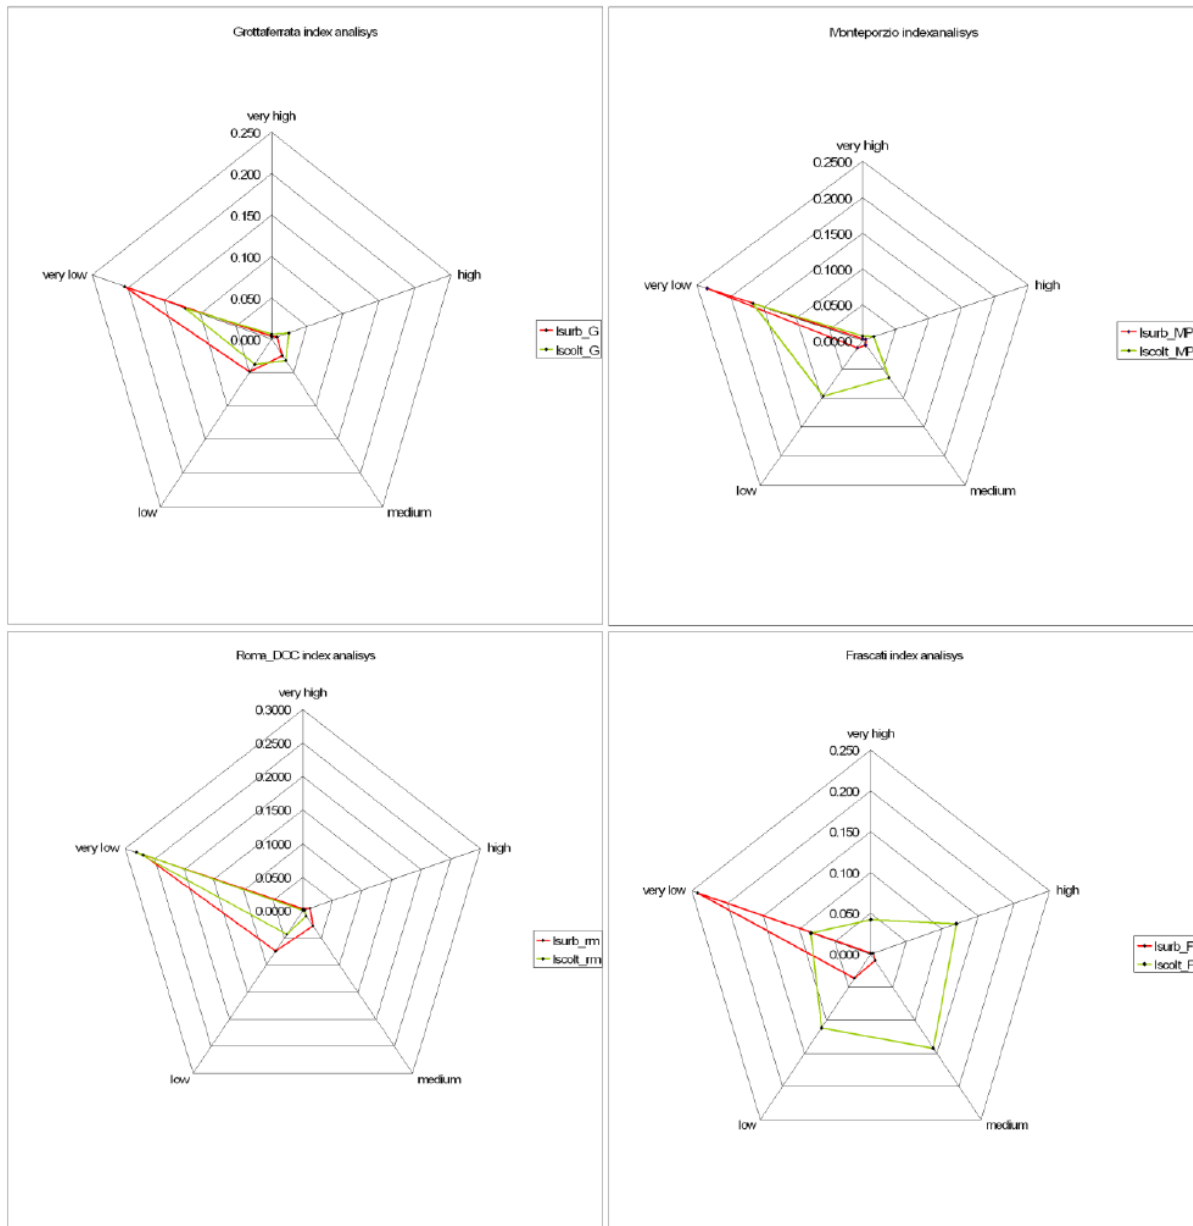 Grottaferrata index analisys
very high
0.250
0.200
0.150
0.100
0.050
0.000
very low
high
low
medium
Isurb_G
Iscolt_G
Monteporzio indexanalisys
very high
0.2500
0.2000
0.1500
0.1000
0.0500
0.0000
very low
high
low
medium
Isurb_MP
Iscolt_MP
Roma_DOC index analisys
very high
0.3000
0.2500
0.2000
0.1500
0.1000
0.0500
0.0000
very low
high
low
medium
Isurb_rm
Iscolt_rm
Frascati index analisys
very high
0.250
0.200
0.150
0.100
0.050
0.000
very low
high
low
medium
Isurb_F
Iscolt_F